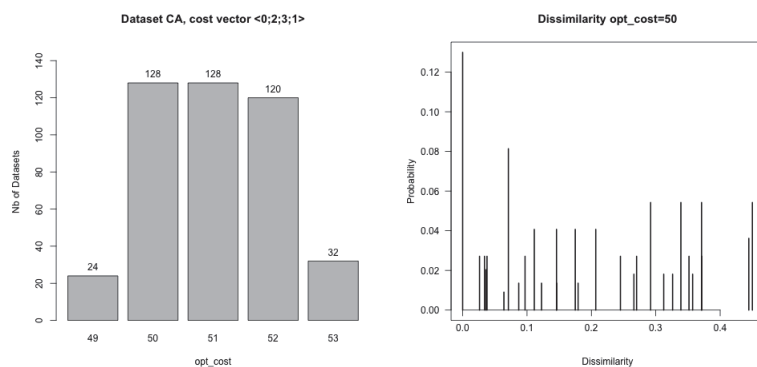 Dataset CA, cost vector <0;2;3;1>
Nb of Datasets
140
120
100
80
60
40
20
0
24
128
128
120
32
49 50 51 52 53
opt_cost
Dissimilarity opt_cost=50
Probability
0.12
0.10
0.08
0.06
0.04
0.02
0.00
0.0 0.1 0.2 0.3 0.4
Dissimilarity